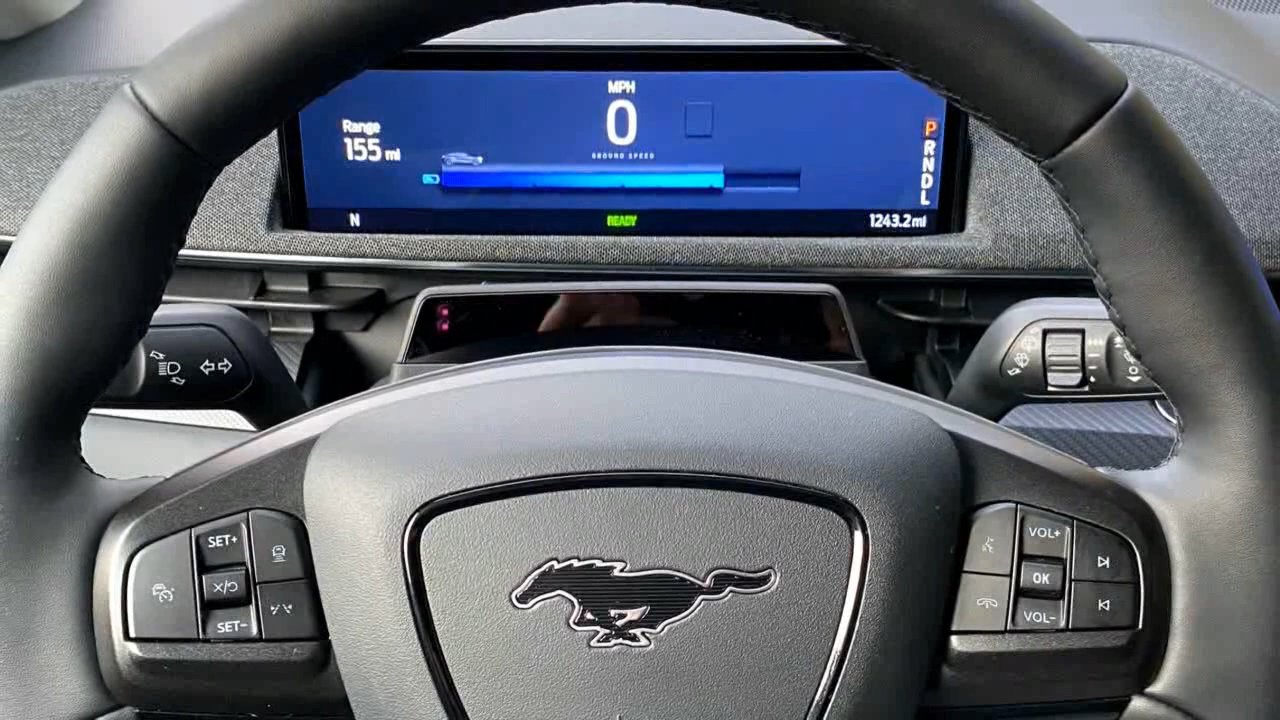 MPH
0
GROUND SPEED
Range
155 mi
P
R
N
D
L
N
READY
1243.2 mi
SET+
SET−
VOL+
OK
VOL−